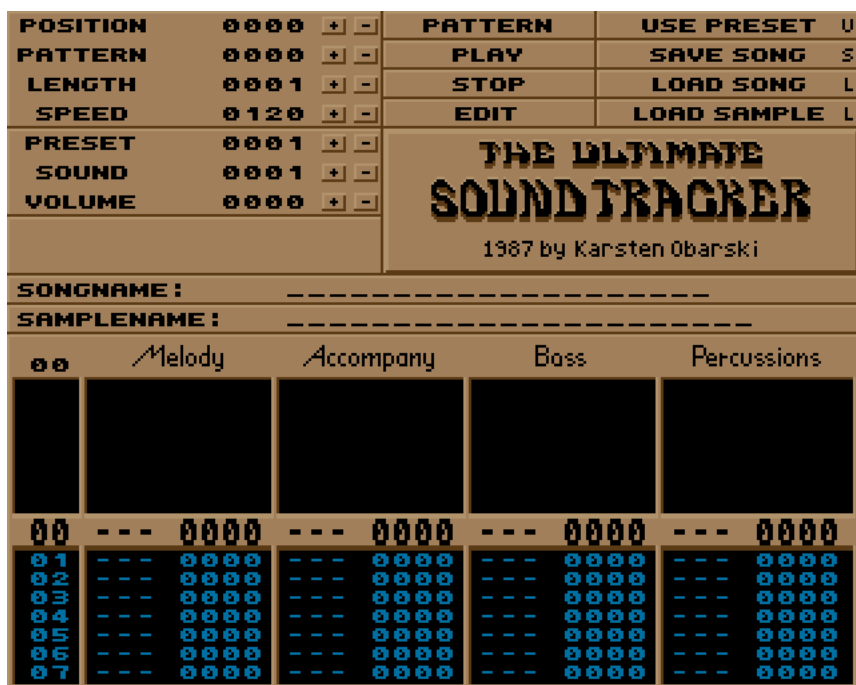 POSITION 0000 + - PATTERN USE PRESET U
PATTERN 0000 + - PLAY SAVE SONG S
LENGTH 0001 + - STOP LOAD SONG L
SPEED 0120 + - EDIT LOAD SAMPLE L
PRESET 0001 + -
SOUND 0001 + -
VOLUME 0000 + -
THE ULTIMATE
SOUNDTRACKER
1987 by Karsten Obarski
SONGNAME: _ _ _ _ _ _ _ _ _ _ _ _ _ _ _ _ _ _ _ _
SAMPLENAME: _ _ _ _ _ _ _ _ _ _ _ _ _ _ _ _ _ _ _ _ _ _
00 Melody Accompany Bass Percussions
00 --- 0000 --- 0000 --- 0000 --- 0000
01 --- 0000 --- 0000 --- 0000 --- 0000
02 --- 0000 --- 0000 --- 0000 --- 0000
03 --- 0000 --- 0000 --- 0000 --- 0000
04 --- 0000 --- 0000 --- 0000 --- 0000
05 --- 0000 --- 0000 --- 0000 --- 0000
06 --- 0000 --- 0000 --- 0000 --- 0000
07 --- 0000 --- 0000 --- 0000 --- 0000